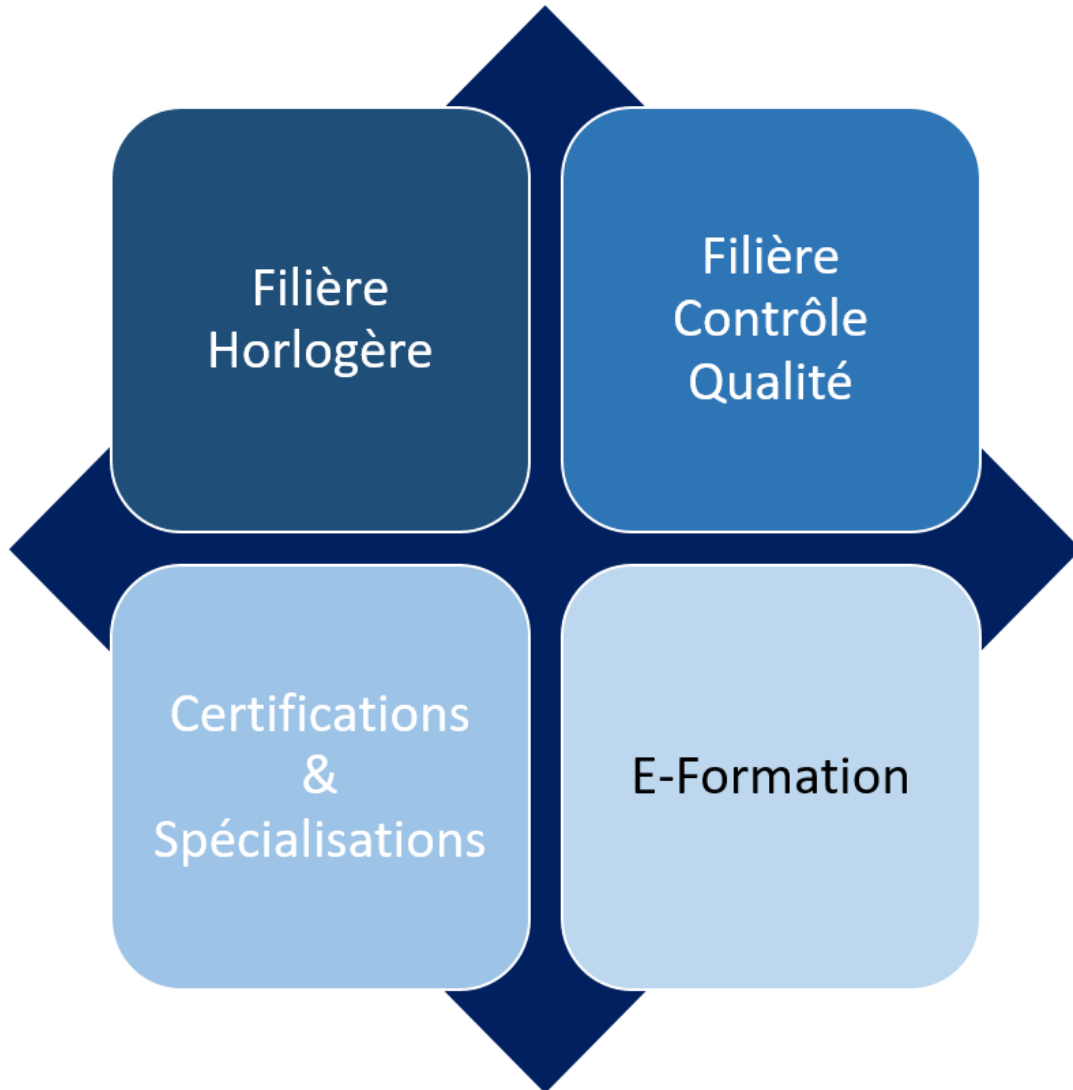 Filière
Horlogère
Filière
Contrôle
Qualité
Certifications
&
Spécialisations
E-Formation